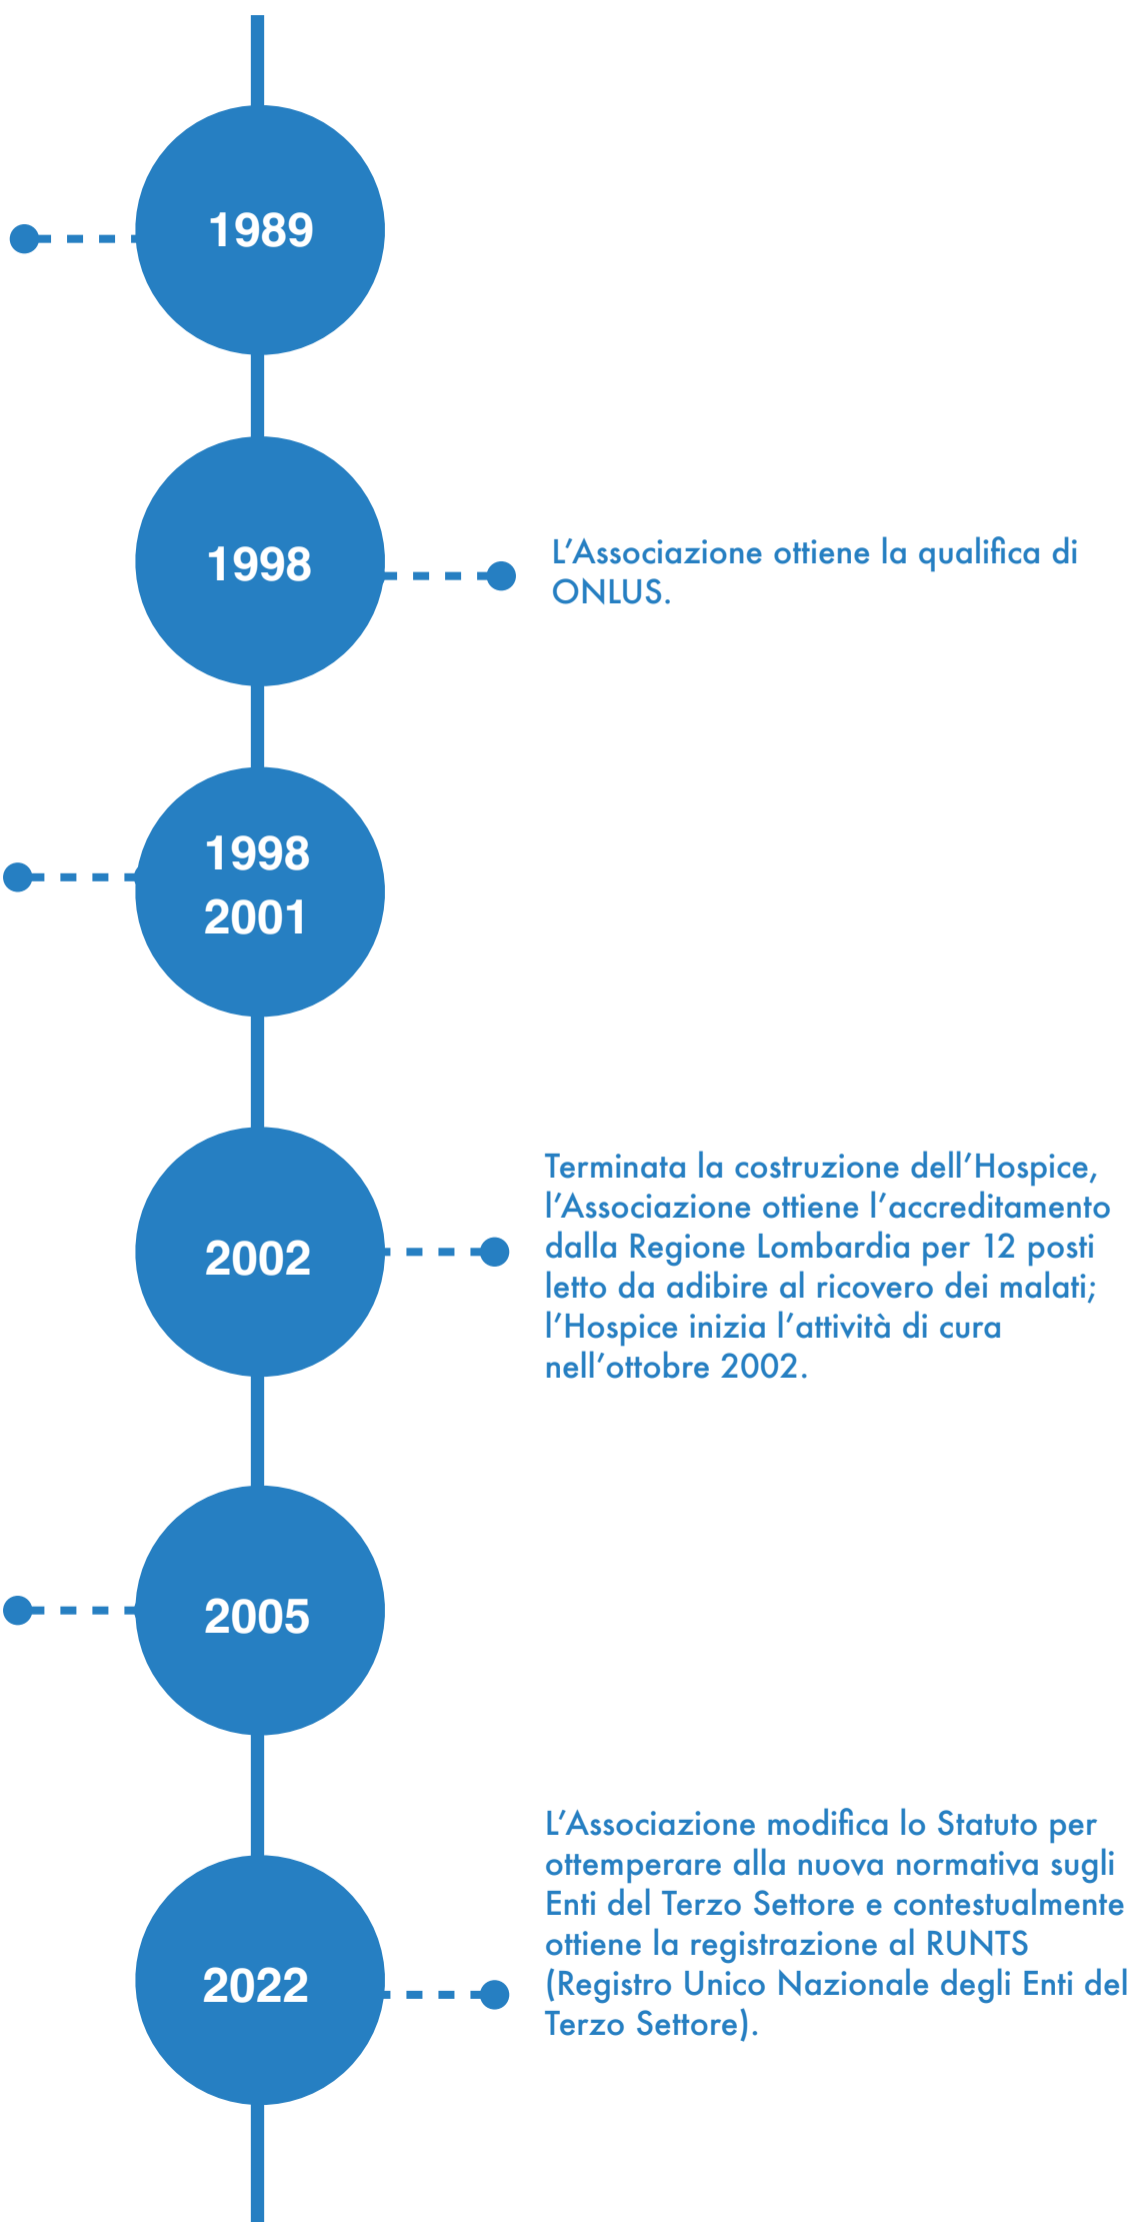 1989
1998
L'Associazione ottiene la qualifica di
ONLUS.
1998
2001
2002
Terminata la costruzione dell'Hospice,
l'Associazione ottiene l'accreditamento
dalla Regione Lombardia per 12 posti
letto da adibire al ricovero dei malati;
l'Hospice inizia l'attività di cura
nell'ottobre 2002.
2005
2022
L'Associazione modifica lo Statuto per
ottemperare alla nuova normativa sugli
Enti del Terzo Settore e contestualmente
ottiene la registrazione al RUNTS
(Registro Unico Nazionale degli Enti del
Terzo Settore).